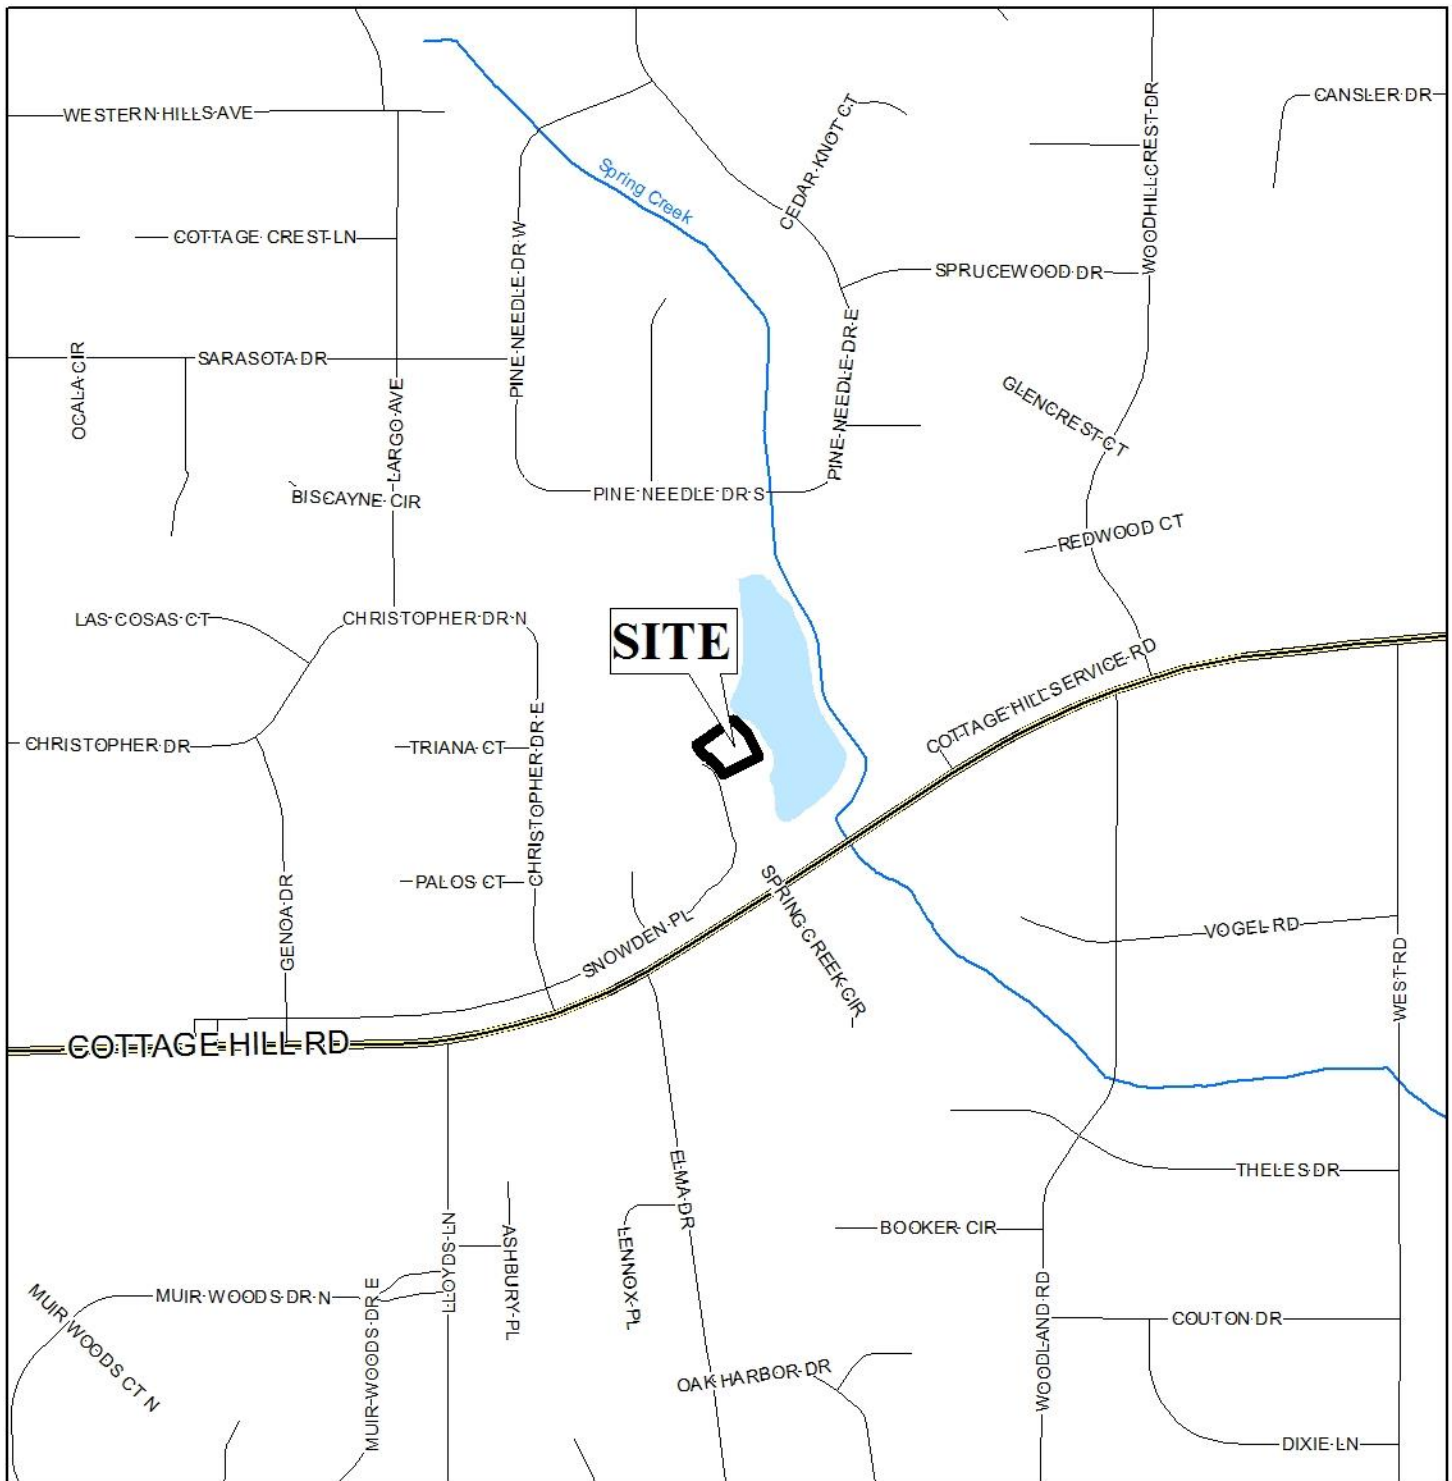 CANSLER DR
WESTERN HILLS AVE
CEDAR KNOT CT
WOODHILLCREST DR
Spring Creek
COTTAGE CREST LN
PINE NEEDLE DR W
SPRUCEWOOD DR
SARASOTA DR
OCALA CIR
PINE NEEDLE DR E
LARGO AVE
GLENCREST CT
BISCAYNE CIR
PINE NEEDLE DR S
REDWOOD CT
LAS COSAS CT
CHRISTOPHER DR N
SITE
COTTAGE HILL SERVICE RD
CHRISTOPHER DR
TRIANA CT
CHRISTOPHER DR E
PALOS CT
GENOA DR
SNOWDEN PL
SPRING CREEK CIR
VOGEL RD
WEST RD
COTTAGE HILL RD
THELES DR
ELMA DR
BOOKER CIR
LLOYDS LN
ASHBURY PL
LENNOX PL
MUIR WOODS DR N
MUIR WOODS DR E
MUIR WOODS CT N
WOODLAND RD
COUTON DR
OAK HARBOR DR
DIXIE LN